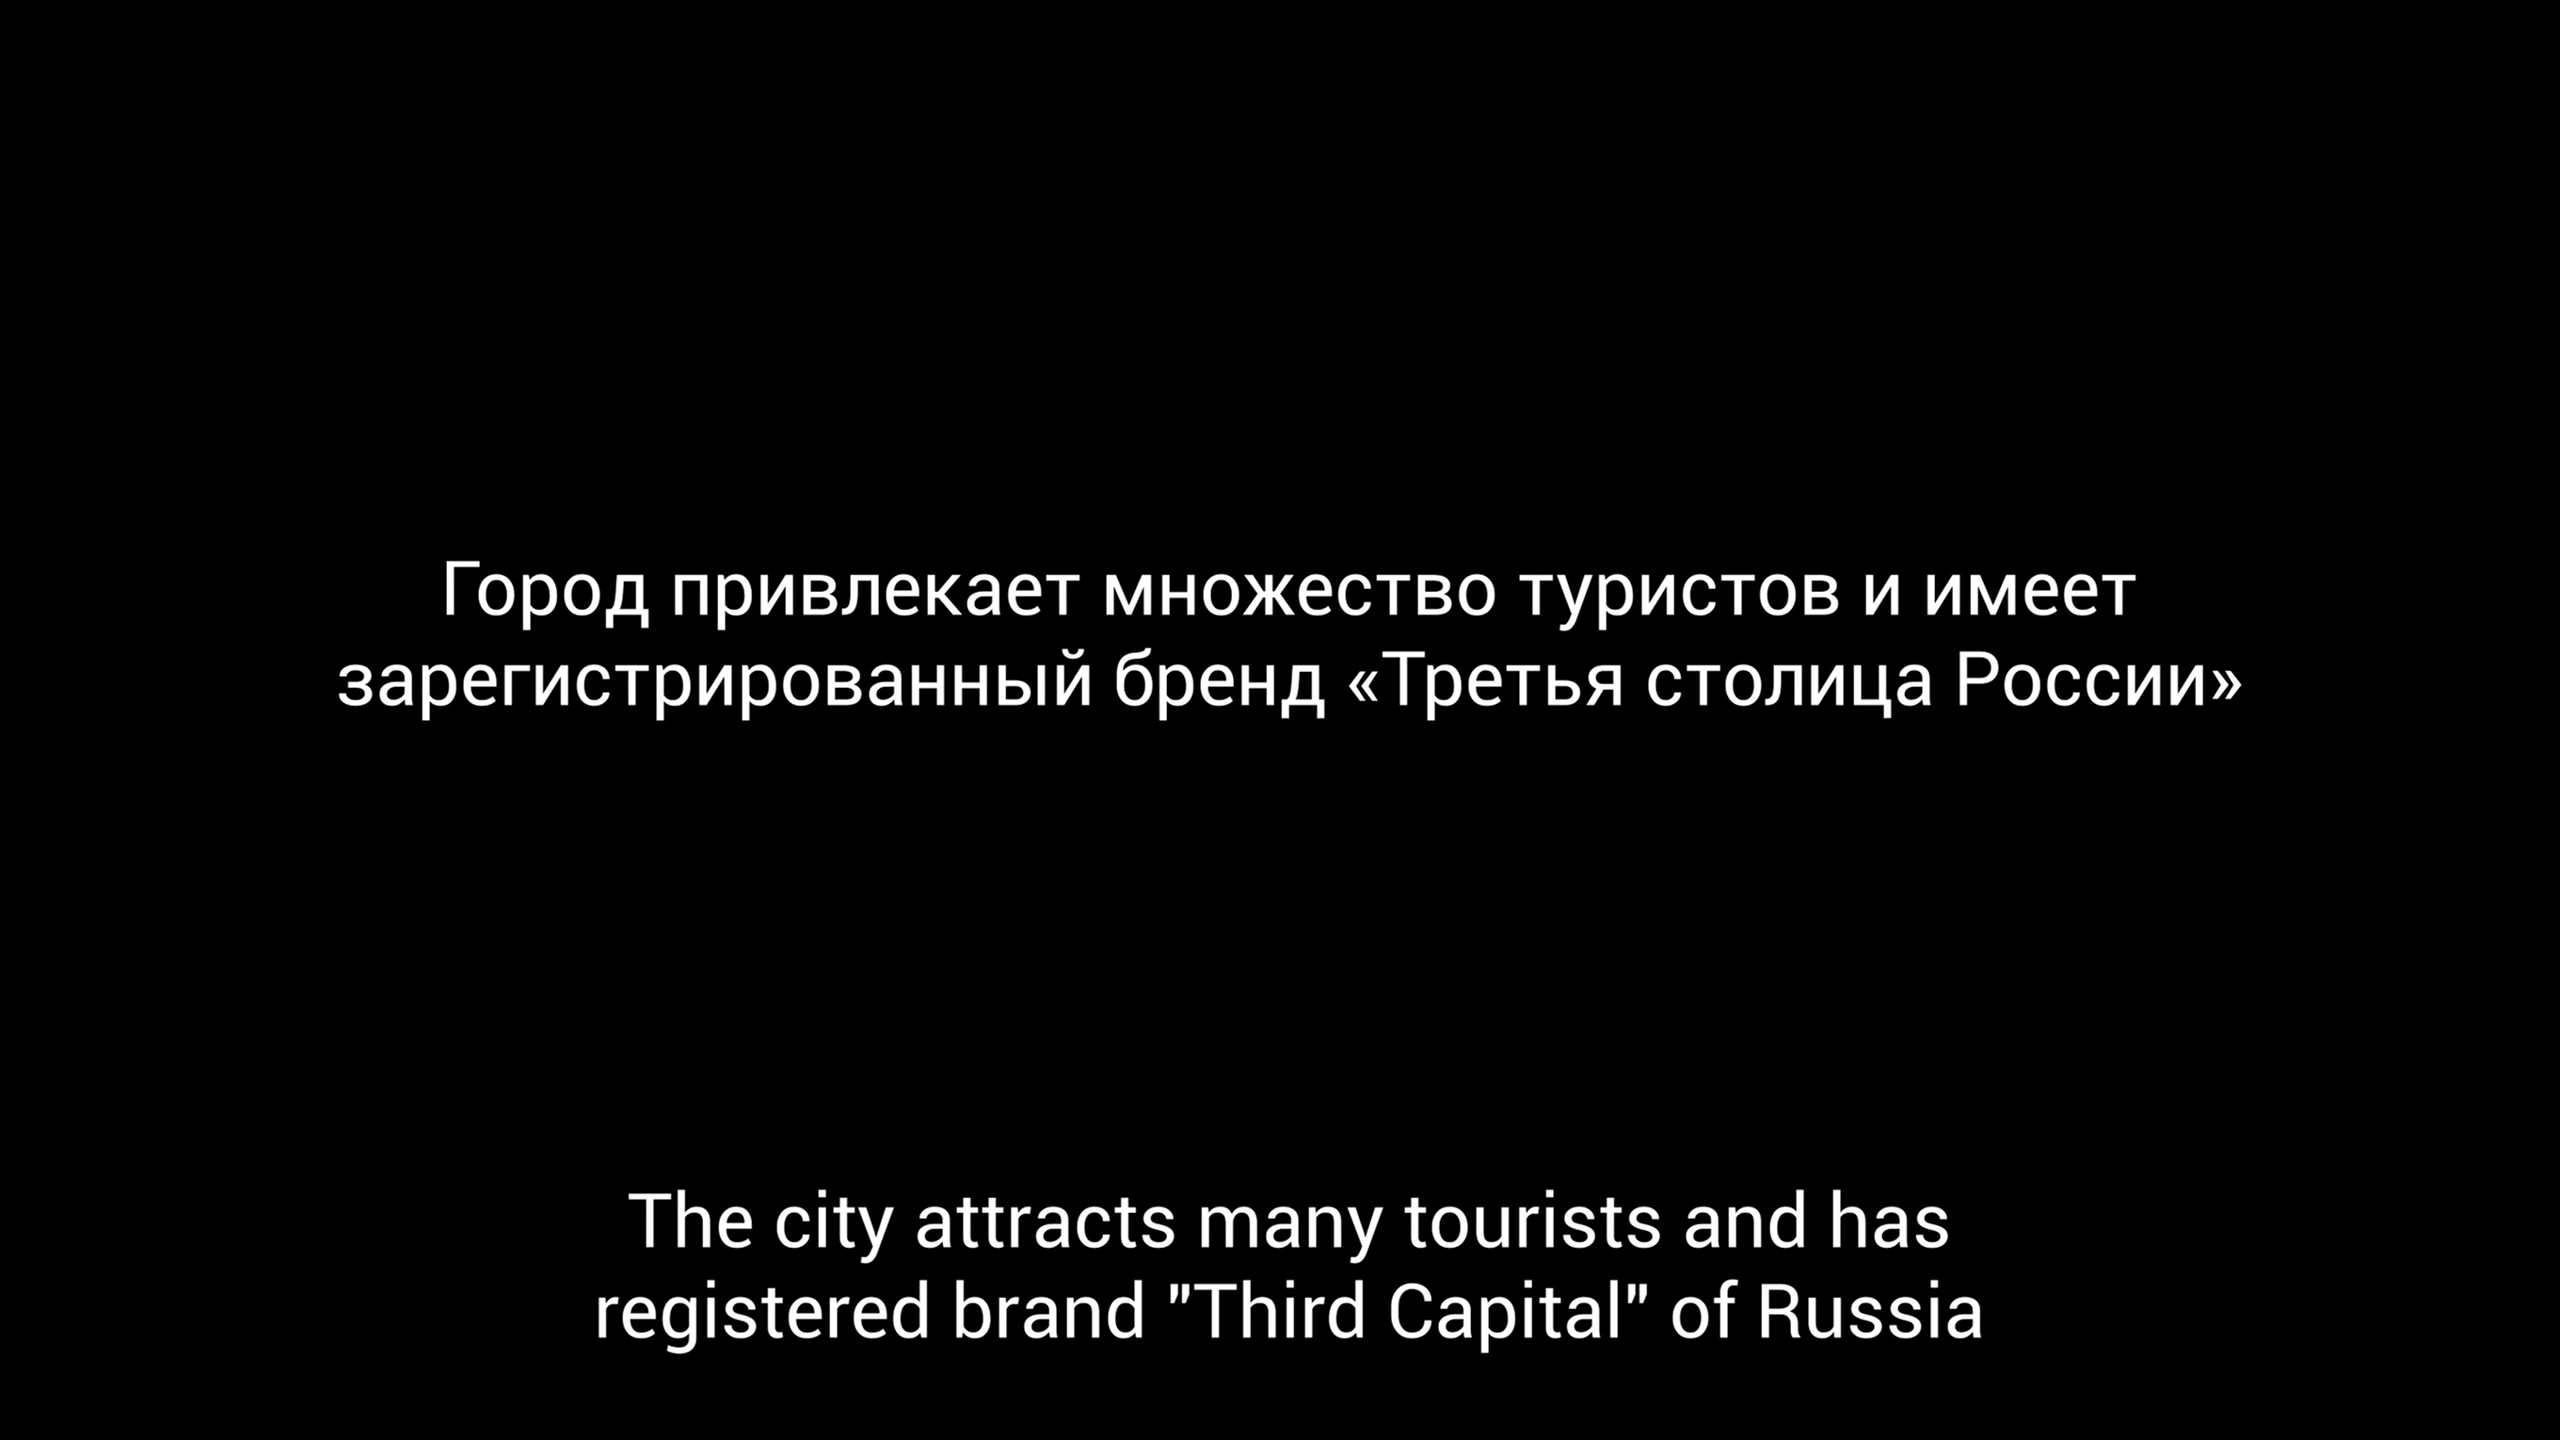 Город привлекает множество туристов и имеет
зарегистрированный бренд «Третья столица России»
The city attracts many tourists and has
registered brand "Third Capital" of Russia